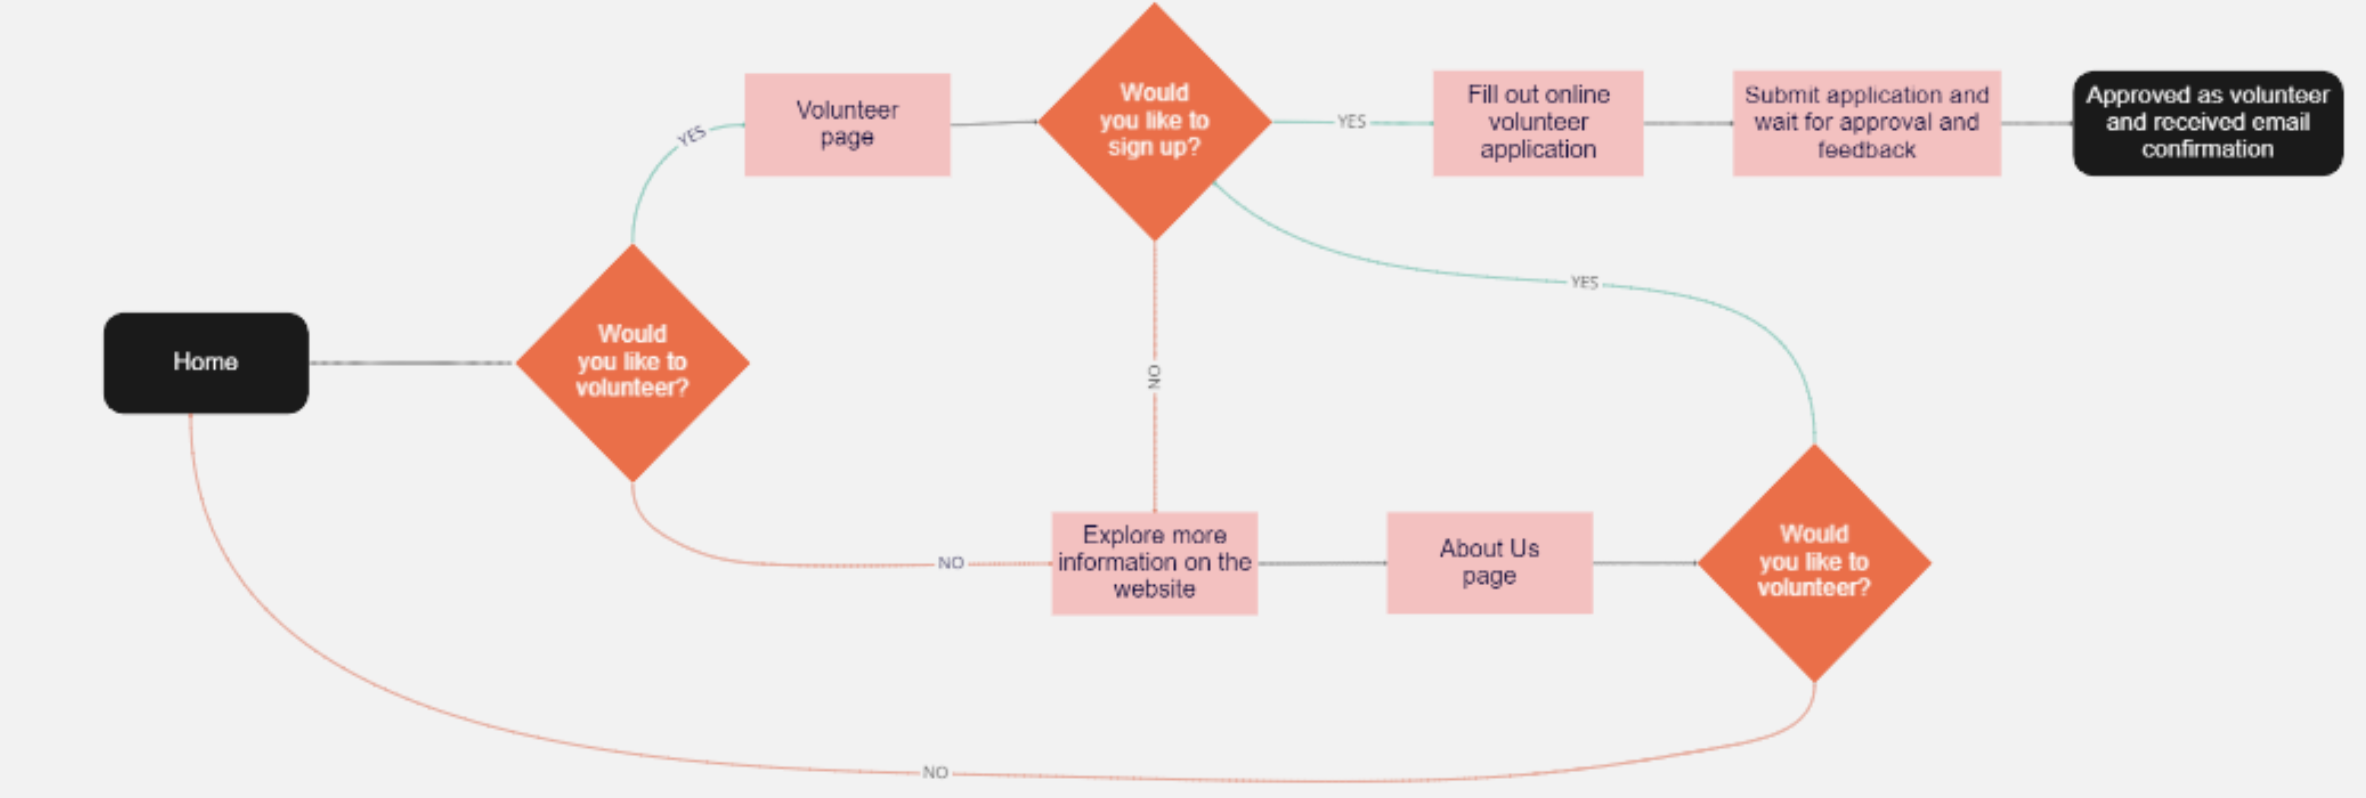 Would
you like to
sign up?
Volunteer
page
YES
YES
Fill out online
volunteer
application
Submit application and
wait for approval and
feedback
Approved as volunteer
and received email
confirmation
Home
Would
you like to
volunteer?
YES
NO
NO
Explore more
information on the
website
About Us
page
Would
you like to
volunteer?
NO